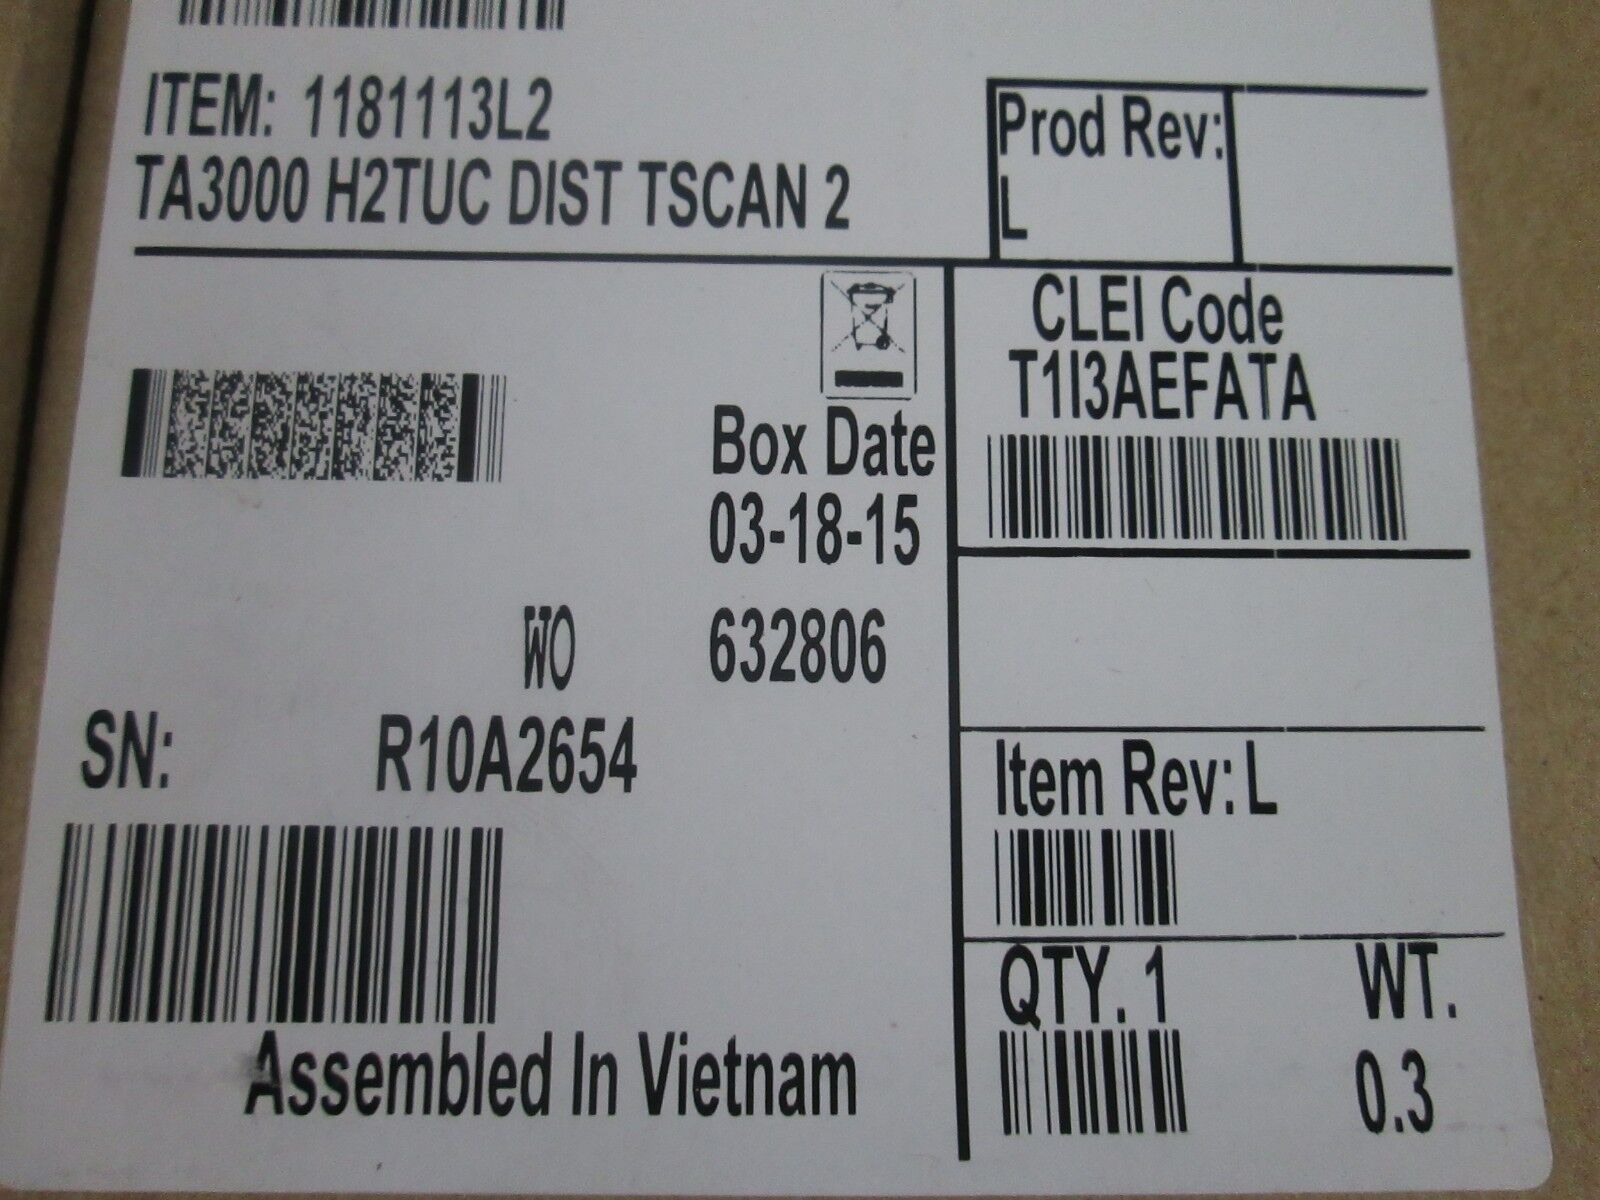 ITEM: 1181113L2
TA3000 H2TUC DIST TSCAN 2
Prod Rev:
L
CLEI Code
T1I3AEFATA
Box Date
03-18-15
WO 632806
SN: R10A2654
Item Rev: L
QTY. 1 WT.
0.3
Assembled In Vietnam